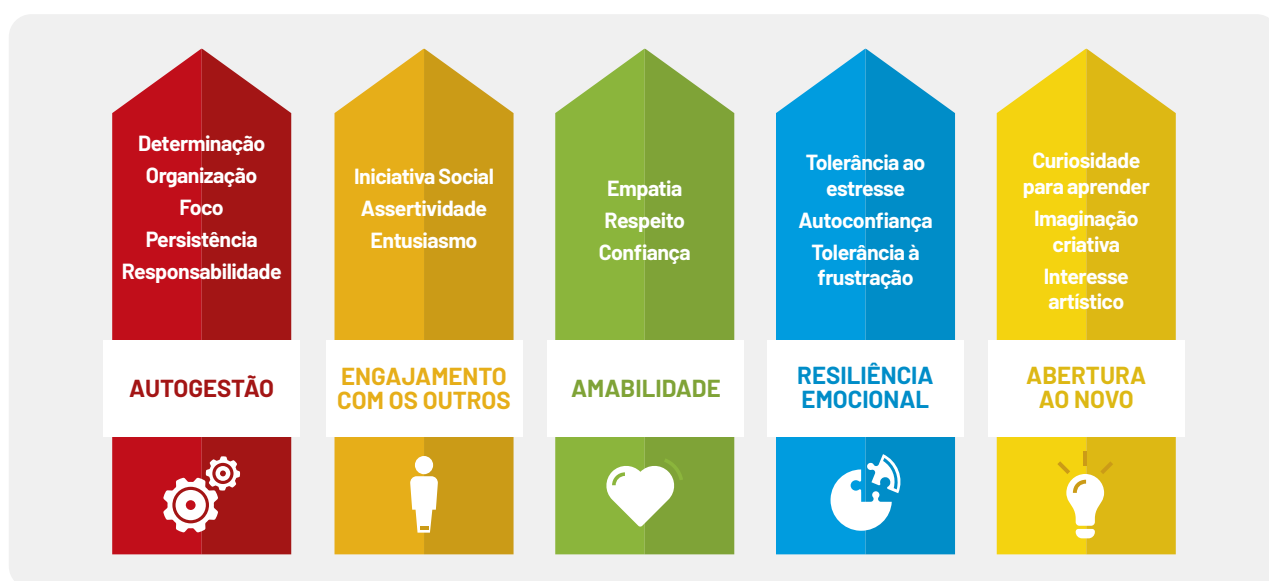 Determinação
Organização
Foco
Persistência
Responsabilidade
AUTOGESTÃO
Iniciativa Social
Assertividade
Entusiasmo
ENGAJAMENTO
COM OS OUTROS
Empatia
Respeito
Confiança
AMABILIDADE
Tolerância ao
estresse
Autoconfiança
Tolerância à
frustração
RESILIÊNCIA
EMOCIONAL
Curiosidade
para aprender
Imaginação
criativa
Interesse
artístico
ABERTURA
AO NOVO